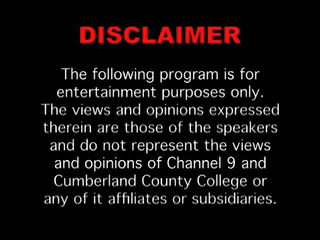 DISCLAIMER
The following program is for
entertainment purposes only.
The views and opinions expressed
therein are those of the speakers
and do not represent the views
and opinions of Channel 9 and
Cumberland County College or
any of it affiliates or subsidiaries.